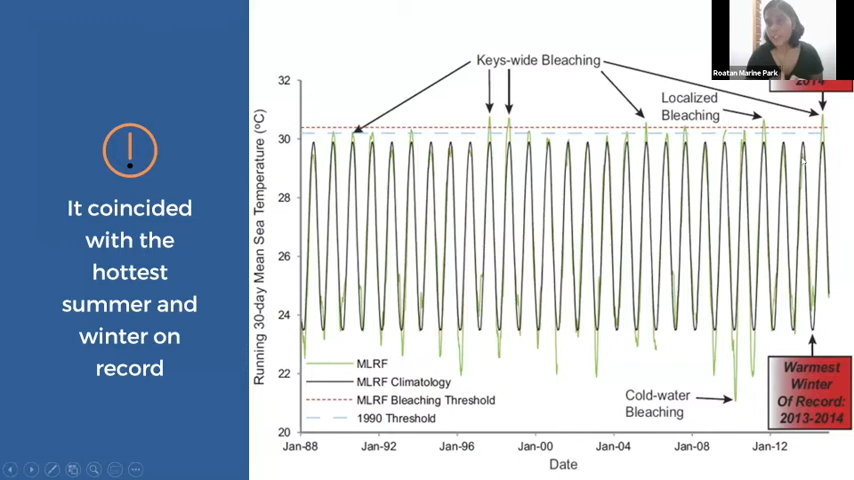 Roatan Marine Park
2014
Keys-wide Bleaching
Localized
Bleaching
It coincided
with the
hottest
summer and
winter on
record
Running 30-day Mean Sea Temperature (°C)
32
30
28
26
24
22
20
MLRF
MLRF Climatology
MLRF Bleaching Threshold
1990 Threshold
Cold-water
Bleaching
Warmest
Winter
Of Record:
2013-2014
Jan-88
Jan-92
Jan-96
Jan-00
Jan-04
Jan-08
Jan-12
Date